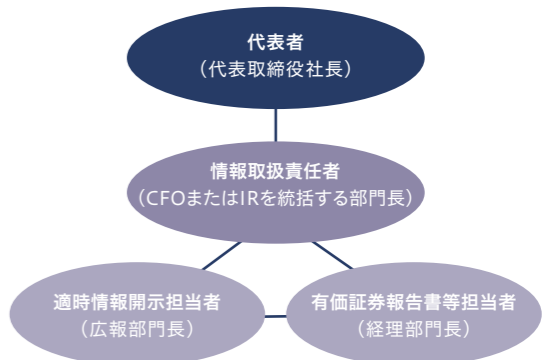 代表者
（代表取締役社長）
情報取扱責任者
（CFOまたはIRを統括する部門長）
適時情報開示担当者
（広報部門長）
有価証券報告書等担当者
（経理部門長）